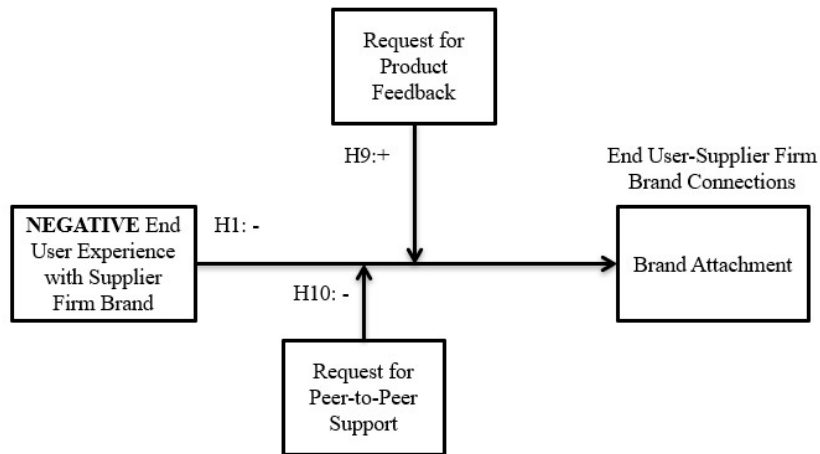 Request for
Product
Feedback
H9:+
End User-Supplier Firm
Brand Connections
NEGATIVE End
User Experience
with Supplier
Firm Brand
H1: -
Brand Attachment
H10: -
Request for
Peer-to-Peer
Support